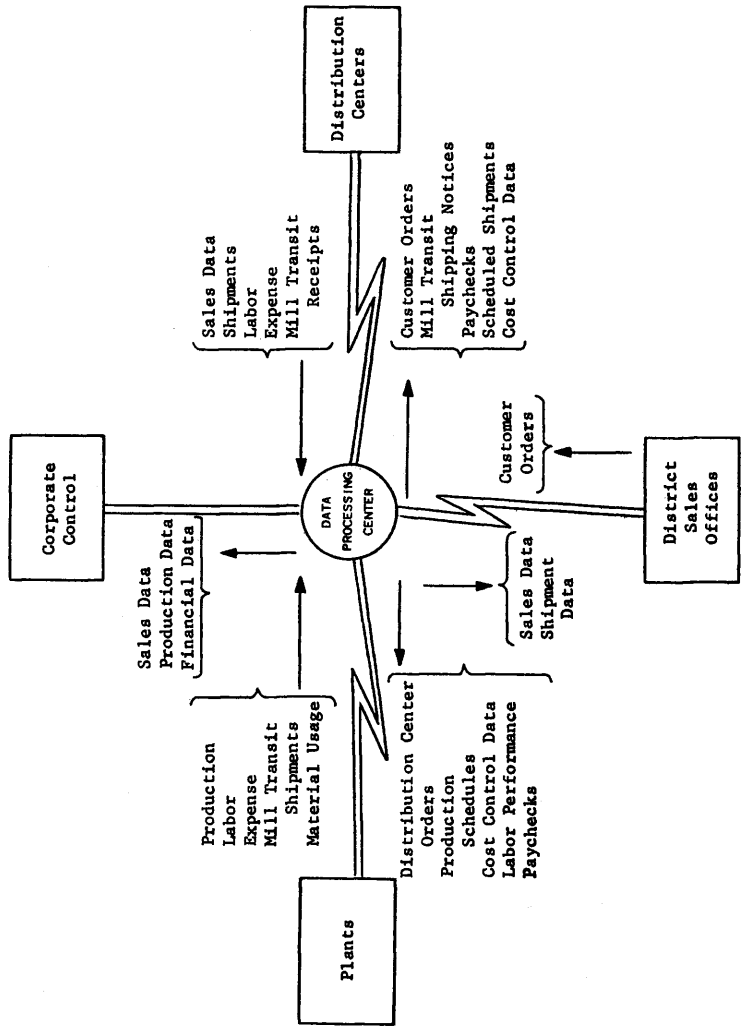 Corporate
Control
Sales Data
Production Data
Financial Data
Production
Labor
Expense
Mill Transit
Shipments
Material Usage
Sales Data
Shipments
Labor
Expense
Mill Transit
Receipts
Plants
DATA
PROCESSING
CENTER
Distribution
Centers
Distribution Center
Orders
Production
Schedules
Cost Control Data
Labor Performance
Paychecks
Sales Data
Shipment
Data
Customer
Orders
Customer Orders
Mill Transit
Shipping Notices
Paychecks
Scheduled Shipments
Cost Control Data
District
Sales
Offices